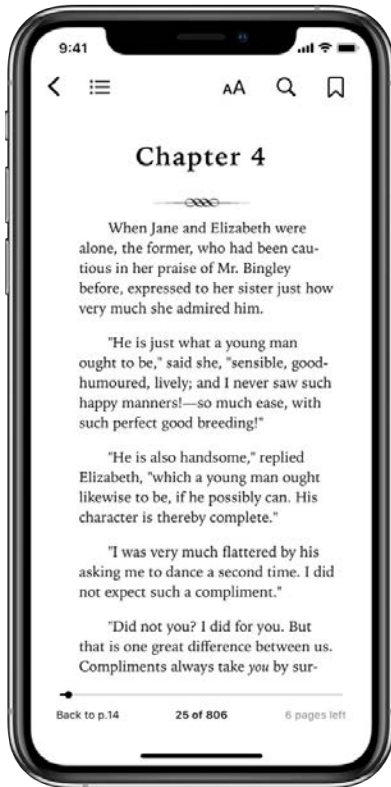 9:41
AA
Chapter 4
When Jane and Elizabeth were
alone, the former, who had been cau-
tious in her praise of Mr. Bingley
before, expressed to her sister just how
very much she admired him.
"He is just what a young man
ought to be," said she, "sensible, good-
humoured, lively; and I never saw such
happy manners!—so much ease, with
such perfect good breeding!"
"He is also handsome," replied
Elizabeth, "which a young man ought
likewise to be, if he possibly can. His
character is thereby complete."
"I was very much flattered by his
asking me to dance a second time. I did
not expect such a compliment."
"Did not you? I did for you. But
that is one great difference between us.
Compliments always take you by sur-
Back to p.14 25 of 806 6 pages left